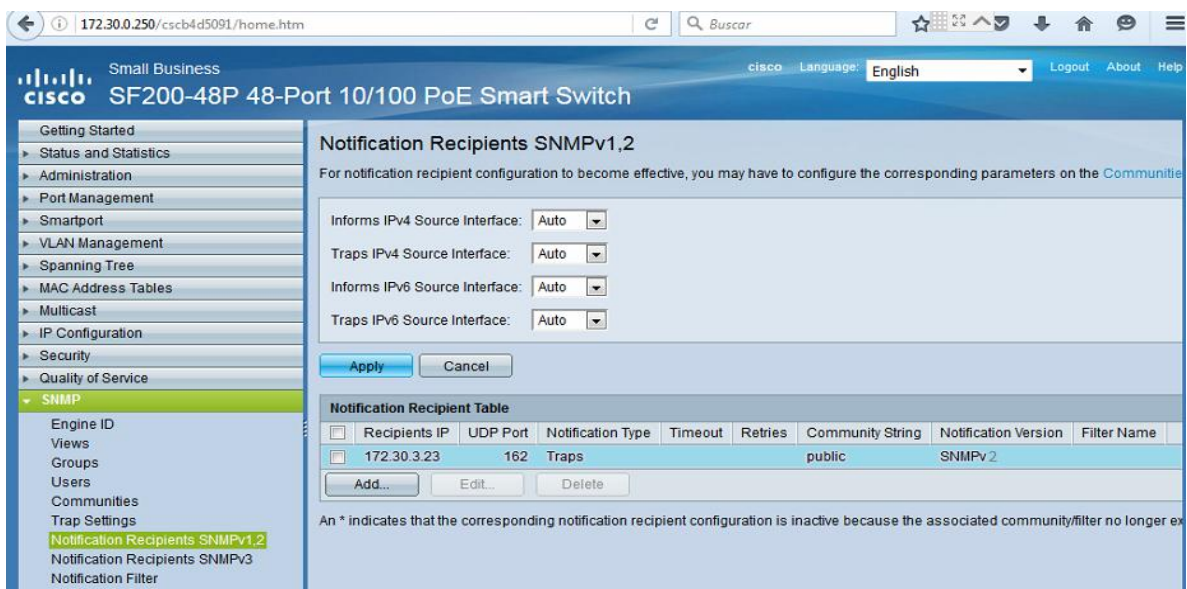 172.30.0.250/cscb4d5091/home.htm
Buscar
Small Business
cisco Language: English Logout About Help
CISCO SF200-48P 48-Port 10/100 PoE Smart Switch
Getting Started
Status and Statistics
Administration
Port Management
Smartport
VLAN Management
Spanning Tree
MAC Address Tables
Multicast
IP Configuration
Security
Quality of Service
SNMP
Engine ID
Views
Groups
Users
Communities
Trap Settings
Notification Recipients SNMPv1,2
Notification Recipients SNMPv3
Notification Filter
Notification Recipients SNMPv1,2
For notification recipient configuration to become effective, you may have to configure the corresponding parameters on the Communitie
Informs IPv4 Source Interface: Auto
Traps IPv4 Source Interface: Auto
Informs IPv6 Source Interface: Auto
Traps IPv6 Source Interface: Auto
Apply Cancel
Notification Recipient Table
Recipients IP UDP Port Notification Type Timeout Retries Community String Notification Version Filter Name
172.30.3.23 162 Traps public SNMPv2
Add... Edit... Delete
An * indicates that the corresponding notification recipient configuration is inactive because the associated community/filter no longer ex